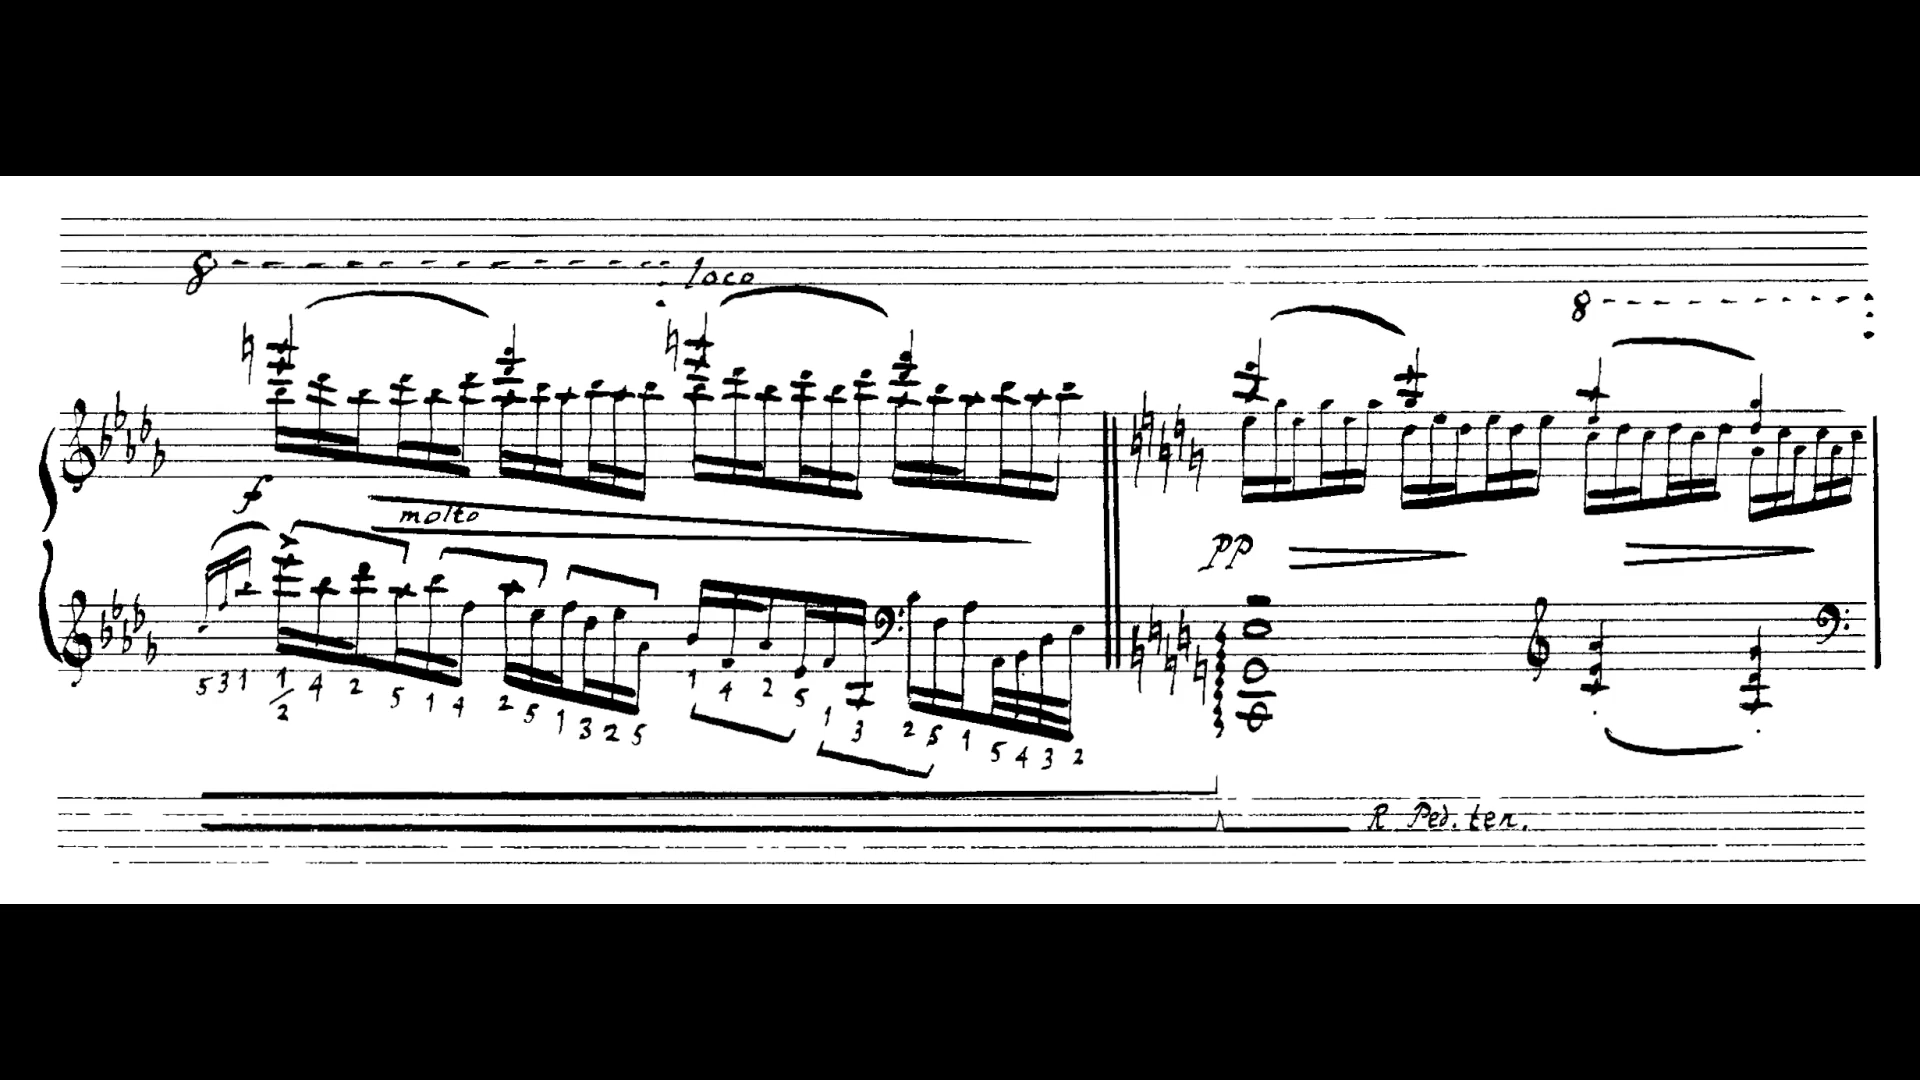 8 loco
8
f
molto
pp
5 3 1 1/2 4 2 5 1 4 2 5 1 3 2 5 1 4 2 5 1 3 2 5 1 5 4 3 2
R Ped. ten.